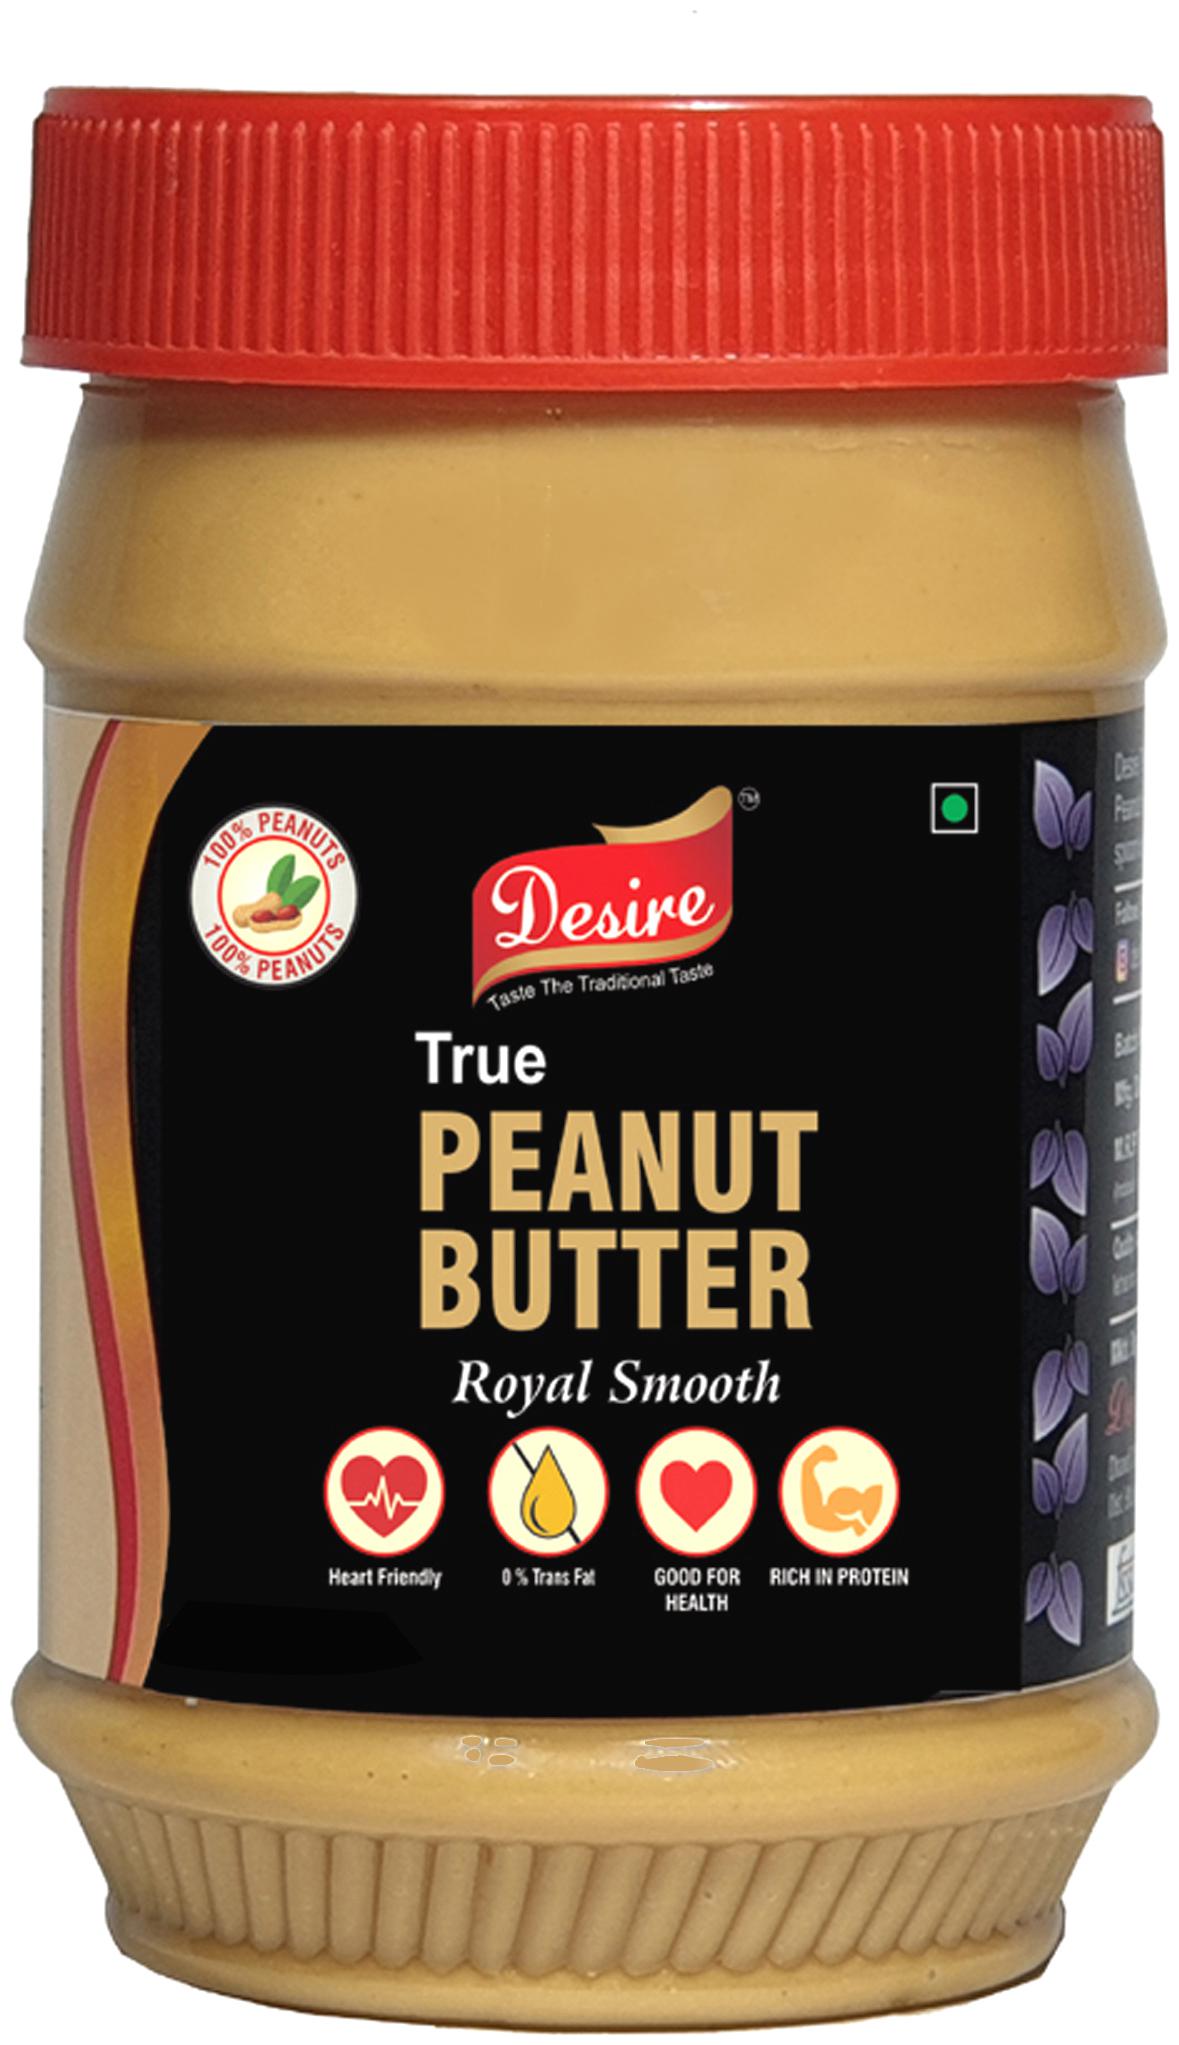 100% PEANUTS
100% PEANUTS
Desire
TM
Taste The Traditional Taste
True
PEANUT
BUTTER
Royal Smooth
Heart Friendly
0 % Trans Fat
GOOD FOR
HEALTH
RICH IN PROTEIN